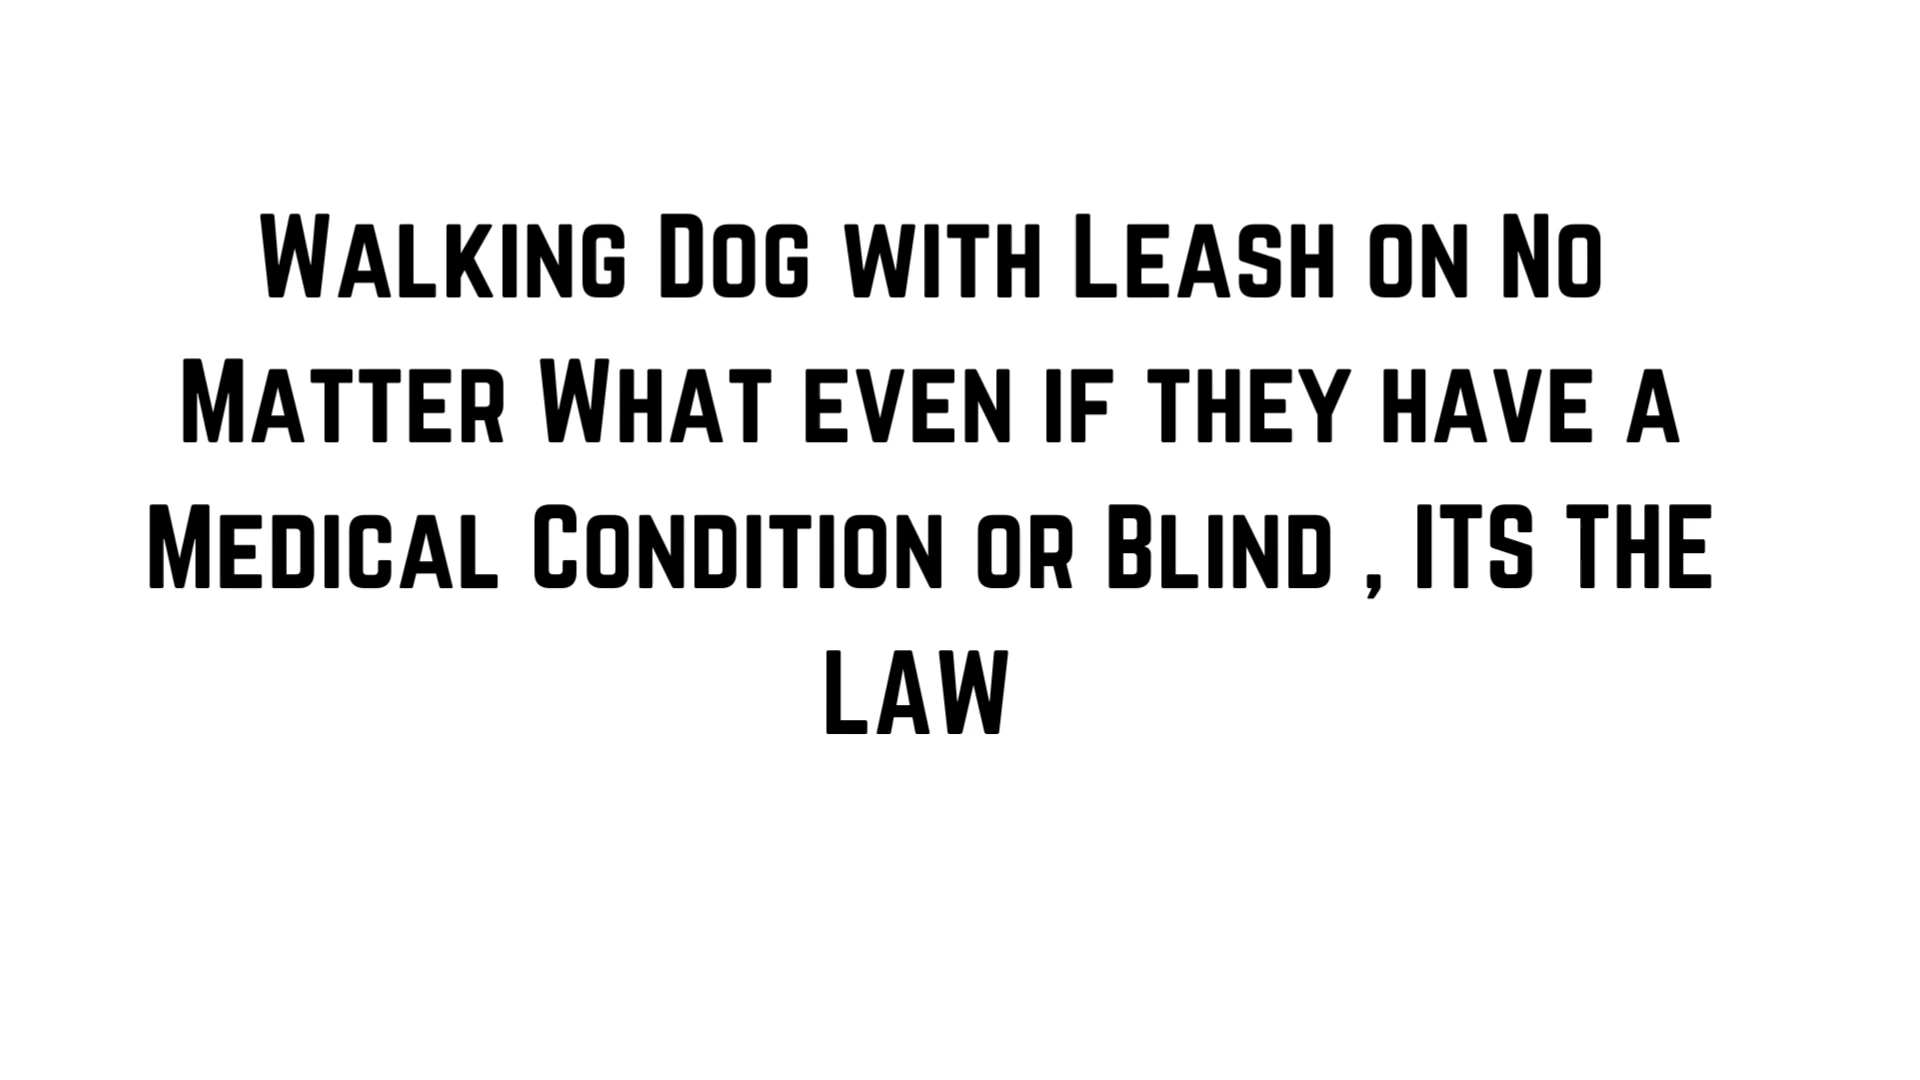 Walking Dog with Leash on No
Matter What even if they have a
Medical Condition or Blind , ITS THE
LAW